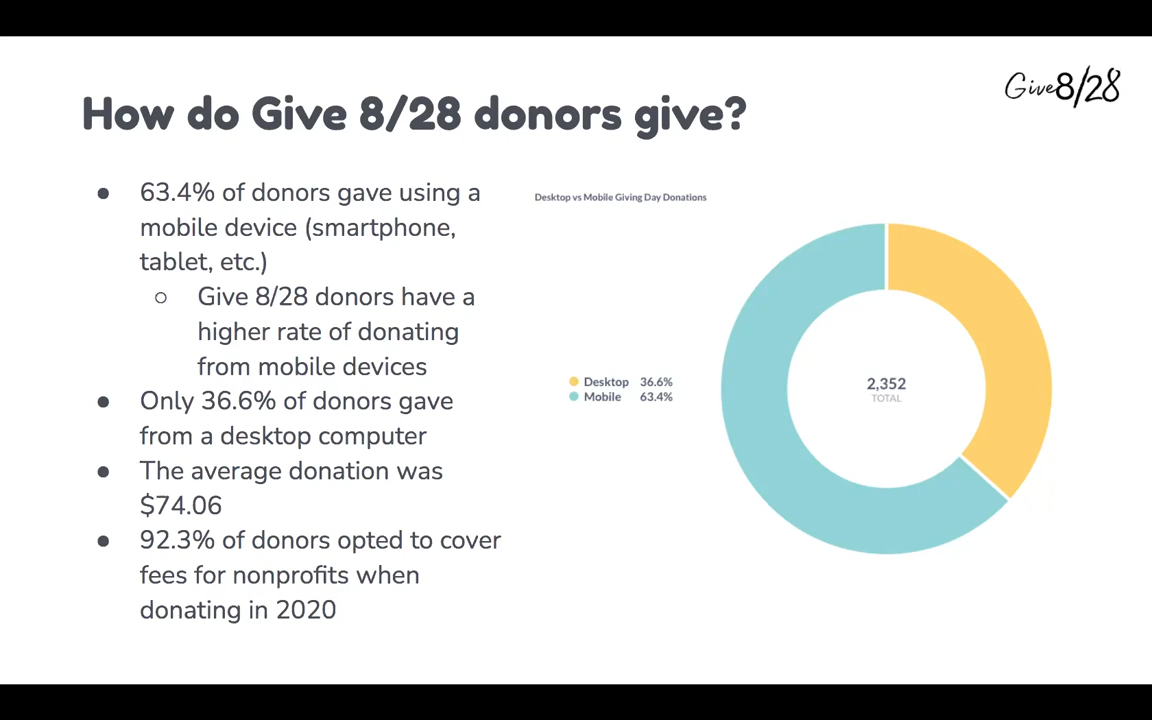 Give8/28
How do Give 8/28 donors give?
● 63.4% of donors gave using a
mobile device (smartphone,
tablet, etc.)
○ Give 8/28 donors have a
higher rate of donating
from mobile devices
● Only 36.6% of donors gave
from a desktop computer
● The average donation was
$74.06
● 92.3% of donors opted to cover
fees for nonprofits when
donating in 2020
Desktop vs Mobile Giving Day Donations
Desktop 36.6%
Mobile 63.4%
2,352
TOTAL